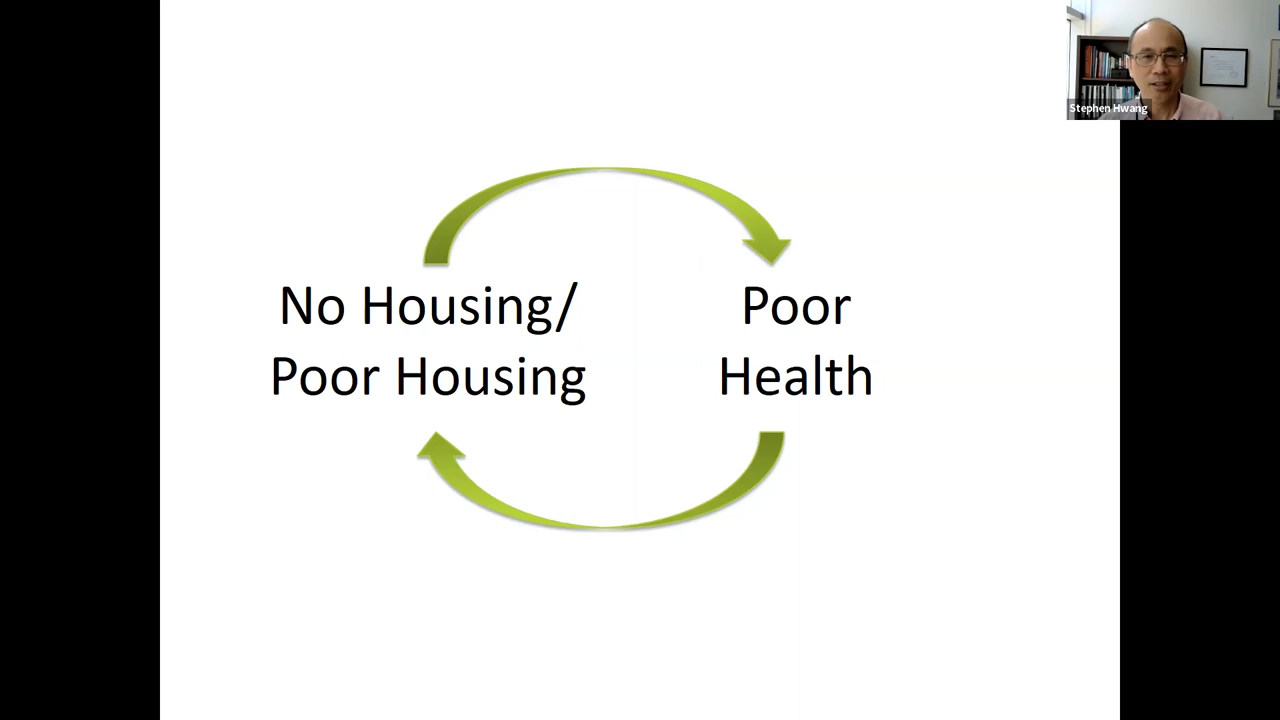 Stephen Hwang
No Housing/
Poor Housing
Poor
Health